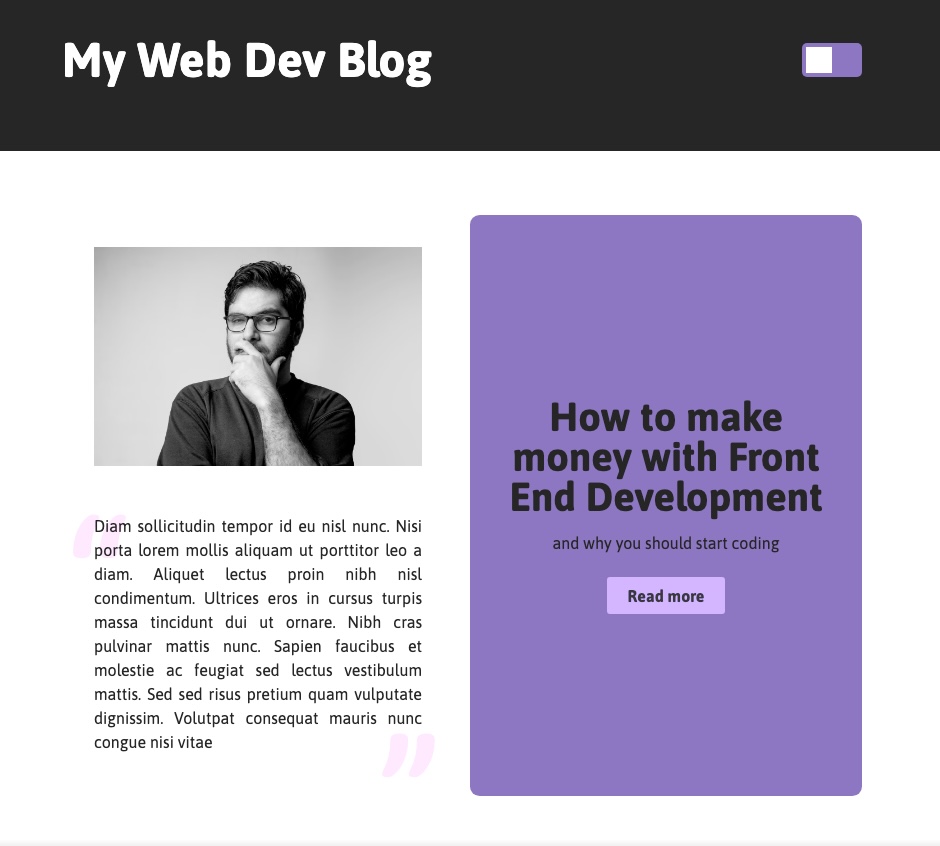 My Web Dev Blog
Diam sollicitudin tempor id eu nisl nunc. Nisi
porta lorem mollis aliquam ut porttitor leo a
diam. Aliquet lectus proin nibh nisl
condimentum. Ultrices eros in cursus turpis
massa tincidunt dui ut ornare. Nibh cras
pulvinar mattis nunc. Sapien faucibus et
molestie ac feugiat sed lectus vestibulum
mattis. Sed sed risus pretium quam vulputate
dignissim. Volutpat consequat mauris nunc
congue nisi vitae
How to make
money with Front
End Development
and why you should start coding
Read more